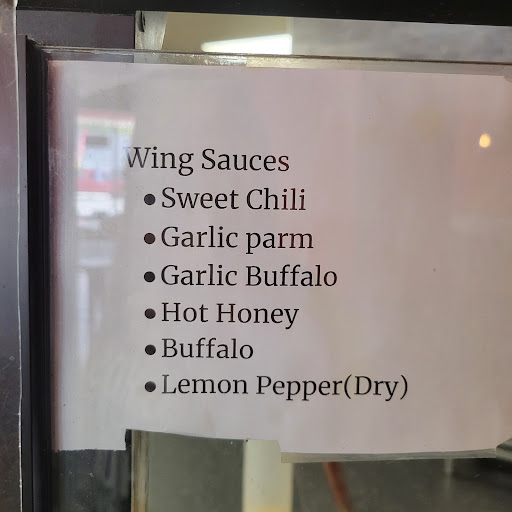 Wing Sauces
• Sweet Chili
• Garlic parm
• Garlic Buffalo
• Hot Honey
• Buffalo
• Lemon Pepper(Dry)